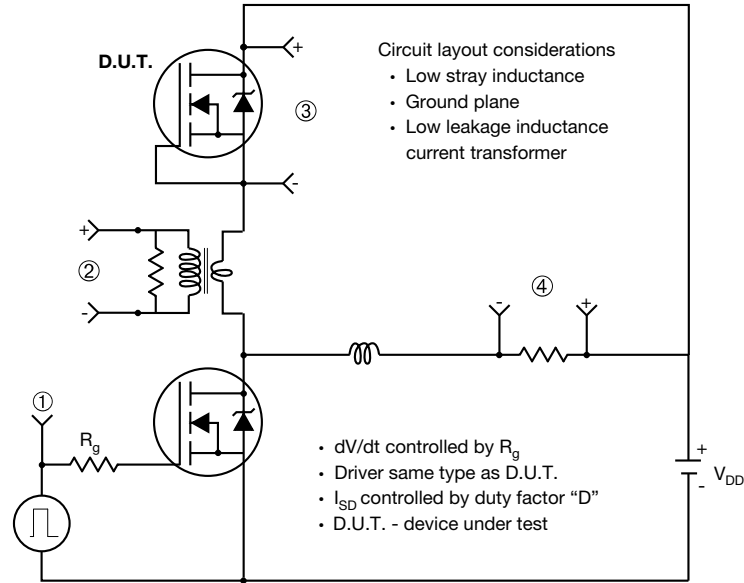 D.U.T.
+
-
③
Circuit layout considerations
• Low stray inductance
• Ground plane
• Low leakage inductance
current transformer
+
②
-
-
④
+
①
Rg
• dV/dt controlled by Rg
• Driver same type as D.U.T.
• ISD controlled by duty factor “D”
• D.U.T. - device under test
+
-
VDD